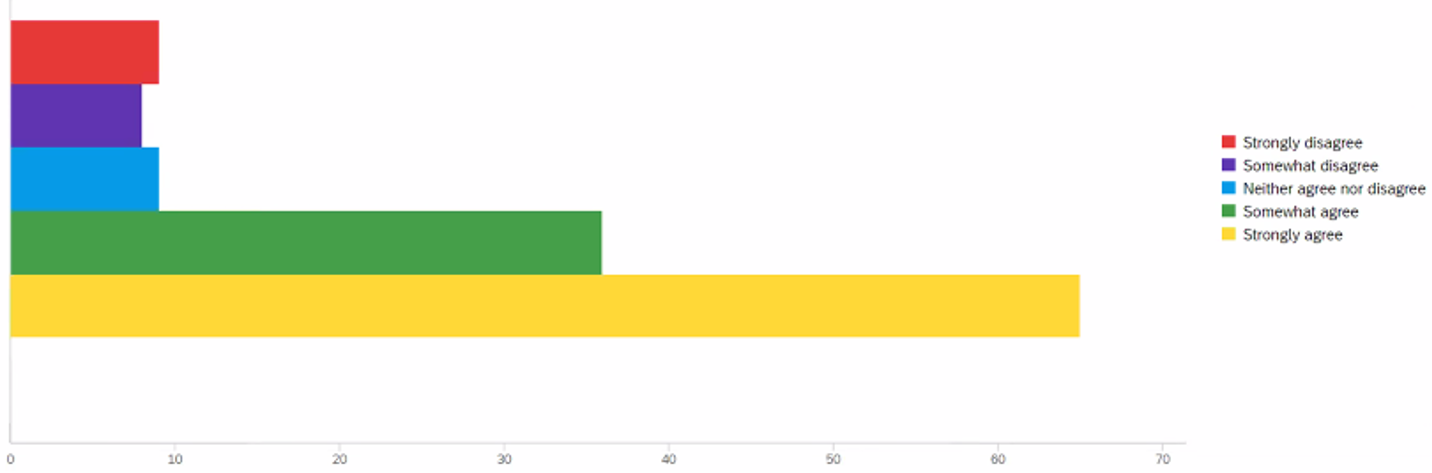 Strongly disagree
Somewhat disagree
Neither agree nor disagree
Somewhat agree
Strongly agree
0 10 20 30 40 50 60 70